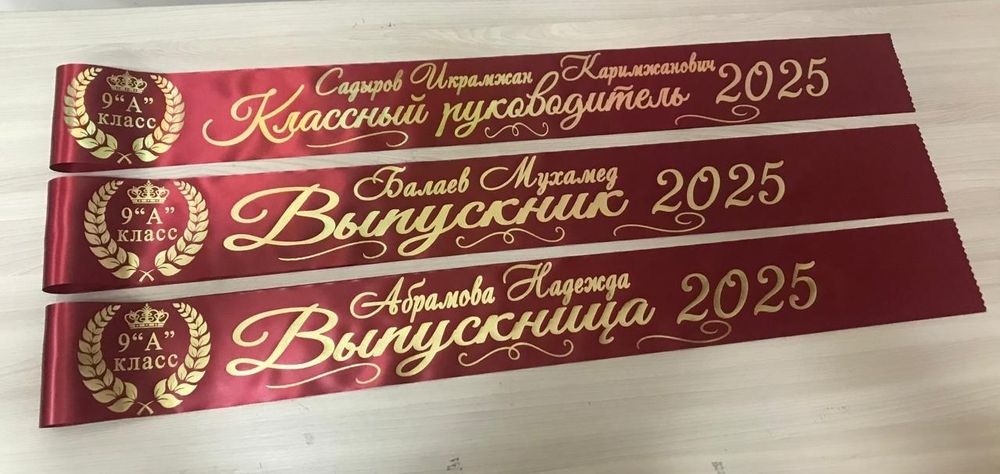 9 “А”
класс
Садыров Икрамжан Каримжанович
Классный руководитель 2025
9 “А”
класс
Балаев Мухамед
Выпускник 2025
9 “А”
класс
Абрамова Надежда
Выпускница 2025